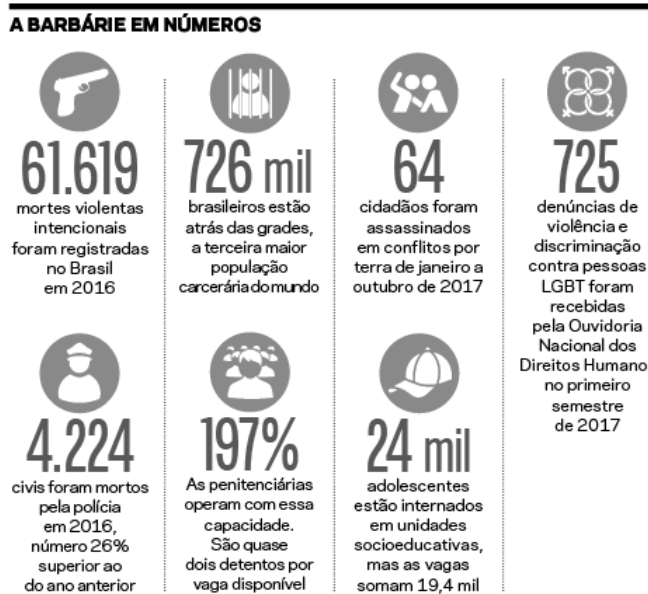 A BARBÁRIE EM NÚMEROS
61.619
mortes violentas
intencionais
foram registradas
no Brasil
em 2016
726 mil
brasileiros estão
atrás das grades,
a terceira maior
população
carcerária do mundo
64
cidadãos foram
assassinados
em conflitos por
terra de janeiro a
outubro de 2017
725
denúncias de
violência e
discriminação
contra pessoas
LGBT foram
recebidas
pela Ouvidoria
Nacional dos
Direitos Humano
no primeiro
semestre
de 2017
4.224
civis foram mortos
pela polícia
em 2016,
número 26%
superior ao
do ano anterior
197%
As penitenciárias
operam com essa
capacidade.
São quase
dois detentos por
vaga disponível
24 mil
adolescentes
estão internados
em unidades
socioeducativas,
mas as vagas
somam 19,4 mil